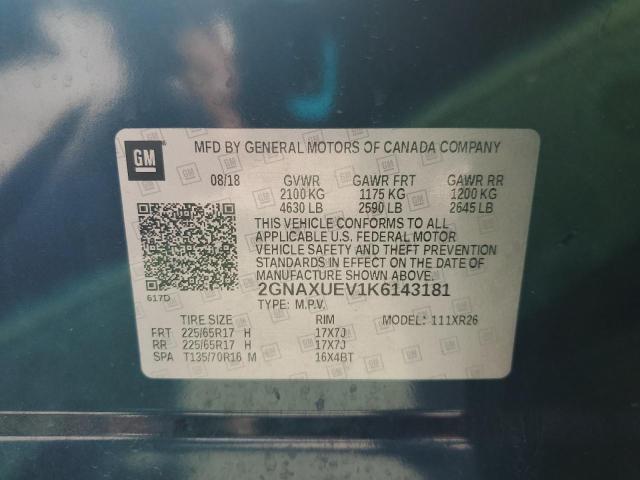 GM MFD BY GENERAL MOTORS OF CANADA COMPANY
08/18 GVWR GAWR FRT GAWR RR
2100 KG 1175 KG 1200 KG
4630 LB 2590 LB 2645 LB
THIS VEHICLE CONFORMS TO ALL
APPLICABLE U.S. FEDERAL MOTOR
VEHICLE SAFETY AND THEFT PREVENTION
STANDARDS IN EFFECT ON THE DATE OF
MANUFACTURE SHOWN ABOVE.
617D 2GNAXUEV1K6143181
TYPE: M.P.V.
TIRE SIZE RIM MODEL: 111XR26
FRT 225/65R17 H 17X7J
RR 225/65R17 H 17X7J
SPA T135/70R16 M 16X4BT